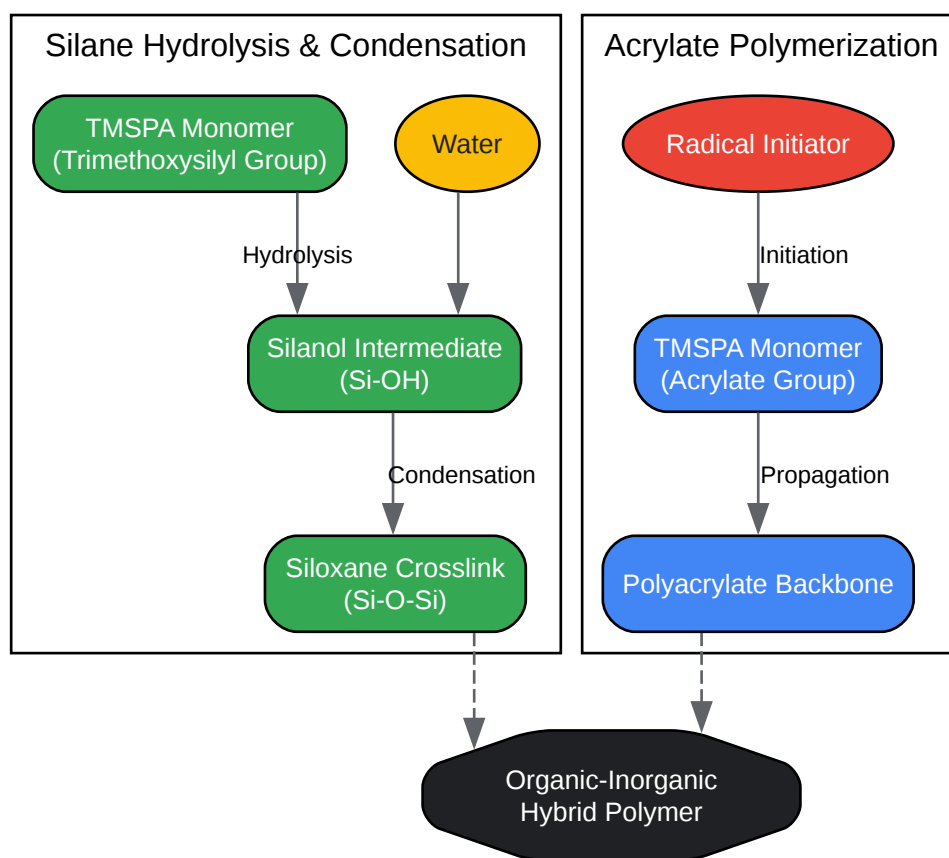 Silane Hydrolysis & Condensation
TMSPA Monomer
(Trimethoxysilyl Group)
Water
Hydrolysis
Silanol Intermediate
(Si-OH)
Condensation
Siloxane Crosslink
(Si-O-Si)
Acrylate Polymerization
Radical Initiator
Initiation
TMSPA Monomer
(Acrylate Group)
Propagation
Polyacrylate Backbone
Organic-Inorganic
Hybrid Polymer